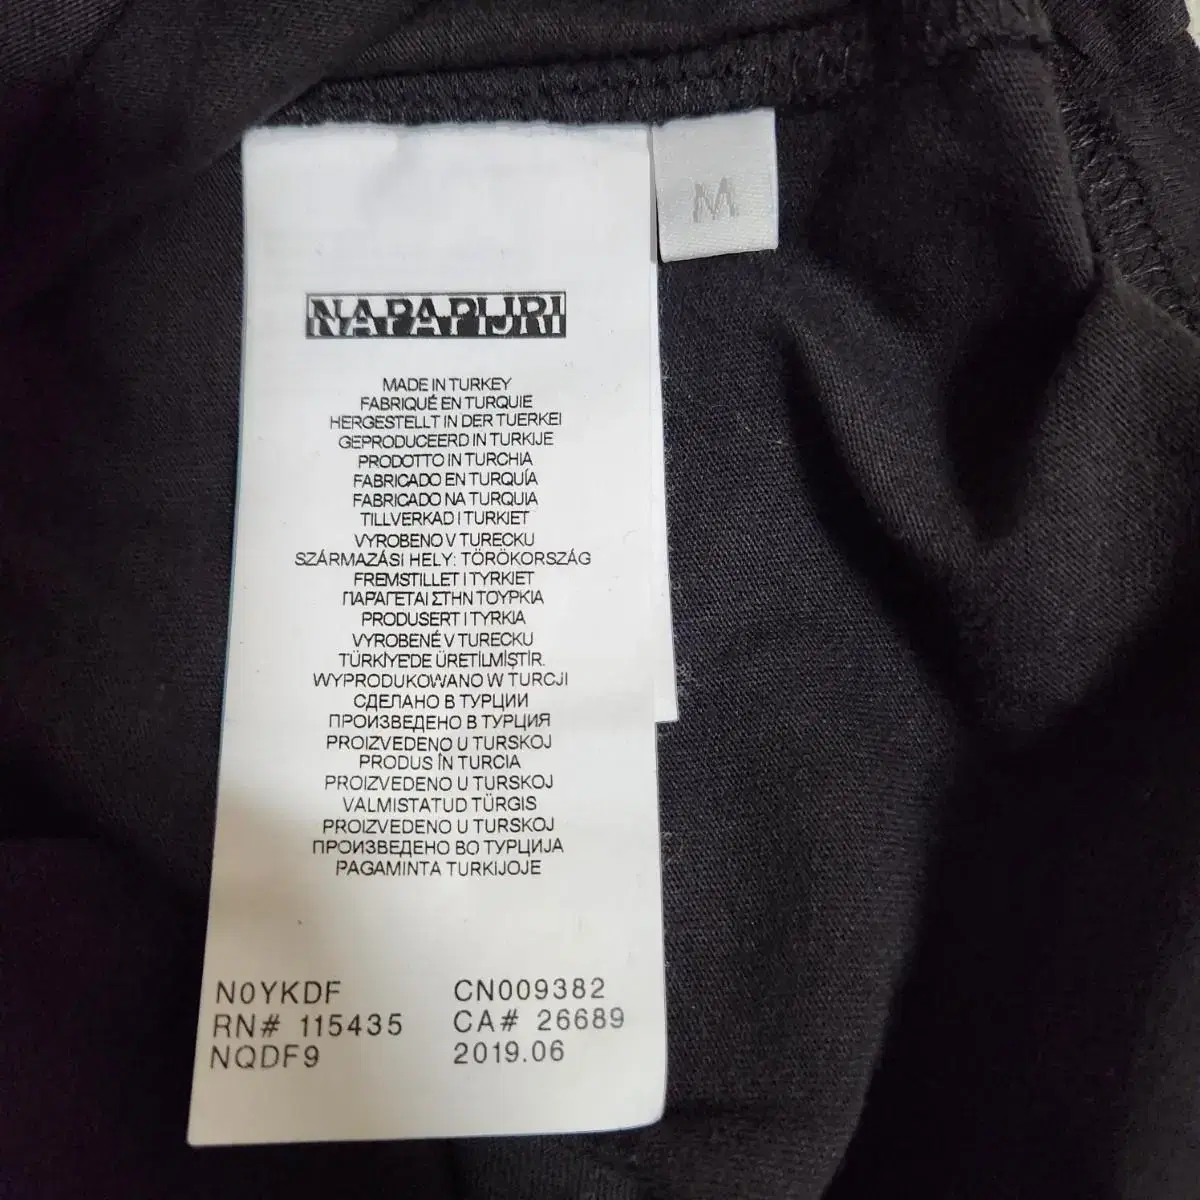 M
NAPAPIJRI
MADE IN TURKEY
FABRIQUÉ EN TURQUIE
HERGESTELLT IN DER TUERKEI
GEPRODUCEERD IN TURKIJE
PRODOTTO IN TURCHIA
FABRICADO EN TURQUÍA
FABRICADO NA TURQUIA
TILLVERKAD I TURKIET
VYROBENO V TURECKU
SZÁRMAZÁSI HELY: TÖRÖKORSZÁG
FREMSTILLET I TYRKIET
ΠΑΡΑΓΕΤΑΙ ΣΤΗΝ ΤΟΥΡΚΙΑ
PRODUSERT I TYRKIA
VYROBENÉ V TURECKU
TÜRKİYE'DE ÜRETİLMİŞTİR.
WYPRODUKOWANO W TURCJI
СДЕЛАНО В ТУРЦИИ
ПРОИЗВЕДЕНО В ТУРЦИЯ
PROIZVEDENO U TURSKOJ
PRODUS ÎN TURCIA
PROIZVEDENO U TURSKOJ
VALMISTATUD TÜRGIS
PROIZVEDENO U TURSKOJ
ПРОИЗВЕДЕНО ВО ТУРЦИЈА
PAGAMINTA TURKIJOJE
N0YKDF CN009382
RN# 115435 CA# 26689
NQDF9 2019.06